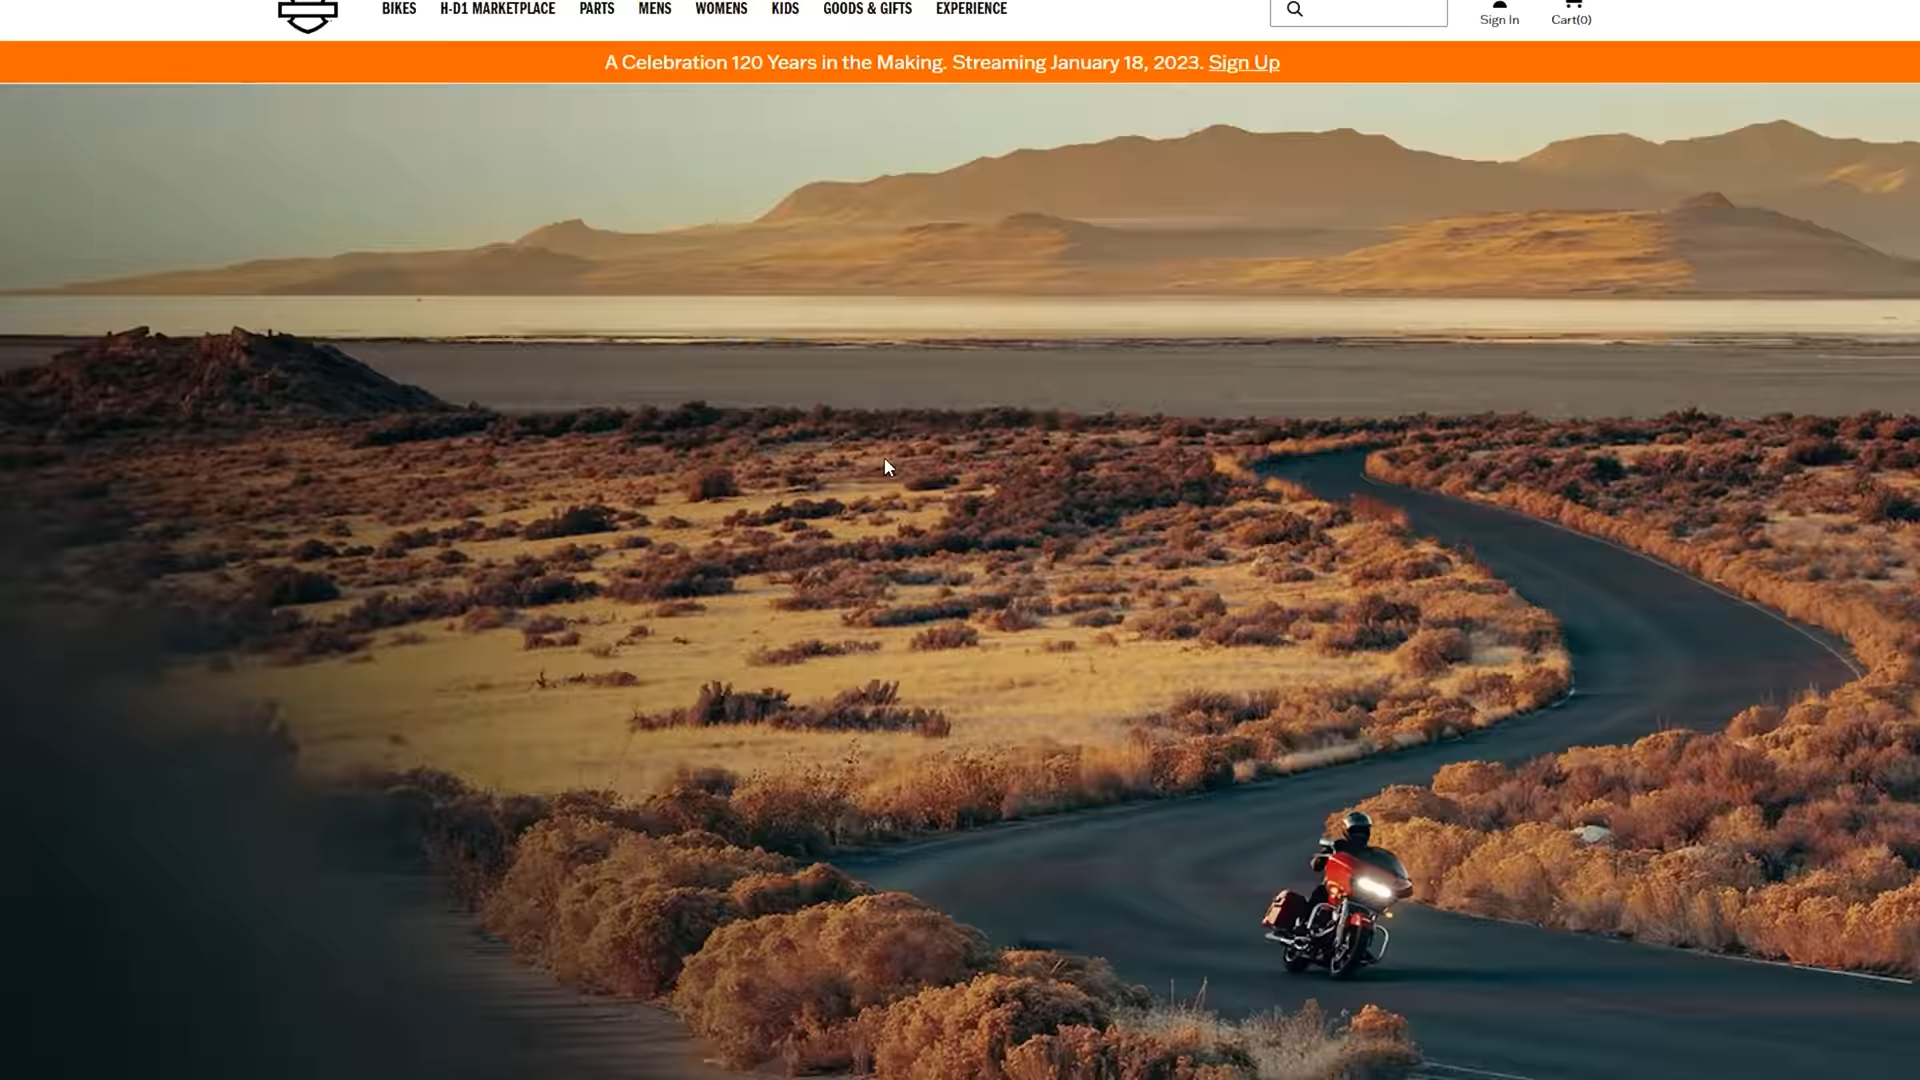 BIKES H-D1 MARKETPLACE PARTS MENS WOMENS KIDS GOODS & GIFTS EXPERIENCE
Sign In Cart(0)
A Celebration 120 Years in the Making. Streaming January 18, 2023. Sign Up